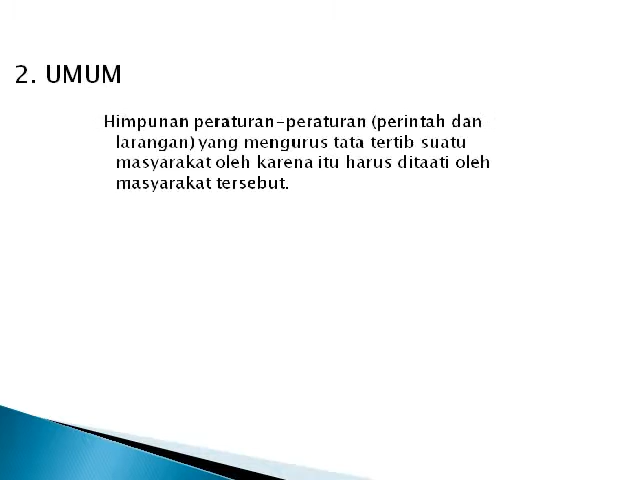 2. UMUM
Himpunan peraturan-peraturan (perintah dan
larangan) yang mengurus tata tertib suatu
masyarakat oleh karena itu harus ditaati oleh
masyarakat tersebut.